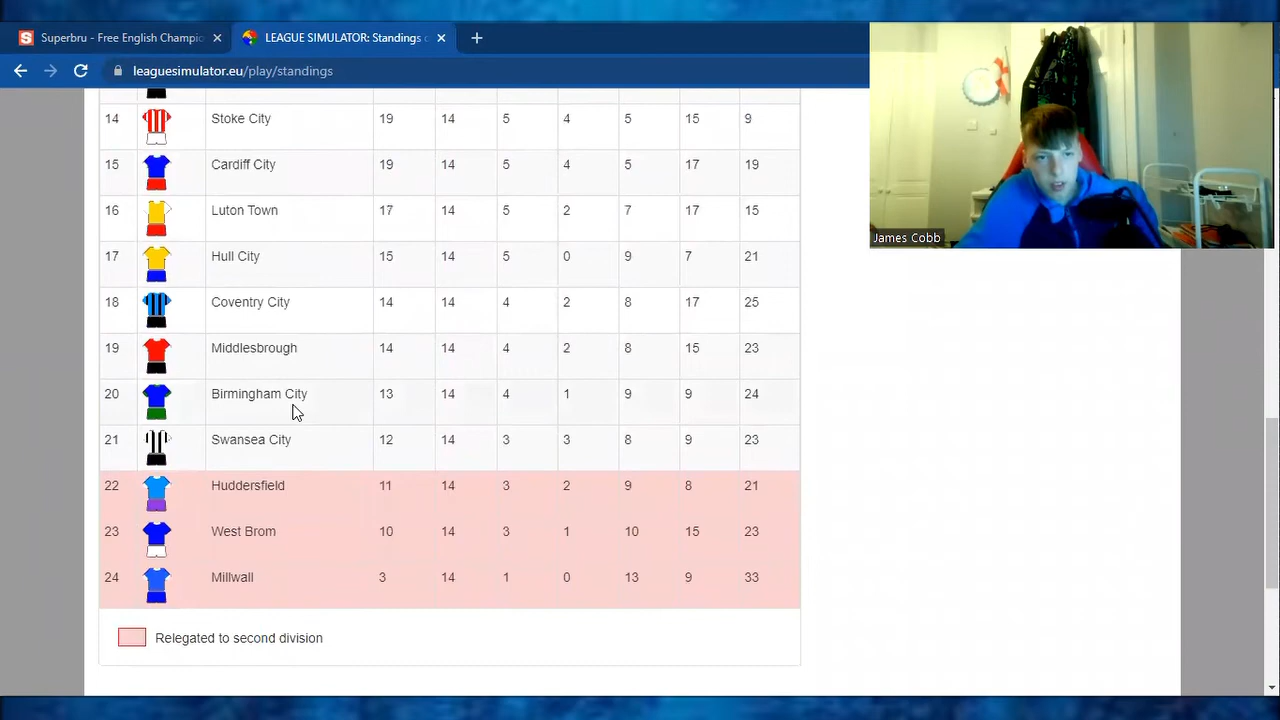 Superbru - Free English Champio
LEAGUE SIMULATOR: Standings
leaguesimulator.eu/play/standings
14 Stoke City 19 14 5 4 5 15 9
15 Cardiff City 19 14 5 4 5 17 19
16 Luton Town 17 14 5 2 7 17 15
17 Hull City 15 14 5 0 9 7 21
18 Coventry City 14 14 4 2 8 17 25
19 Middlesbrough 14 14 4 2 8 15 23
20 Birmingham City 13 14 4 1 9 9 24
21 Swansea City 12 14 3 3 8 9 23
22 Huddersfield 11 14 3 2 9 8 21
23 West Brom 10 14 3 1 10 15 23
24 Millwall 3 14 1 0 13 9 33
Relegated to second division
James Cobb